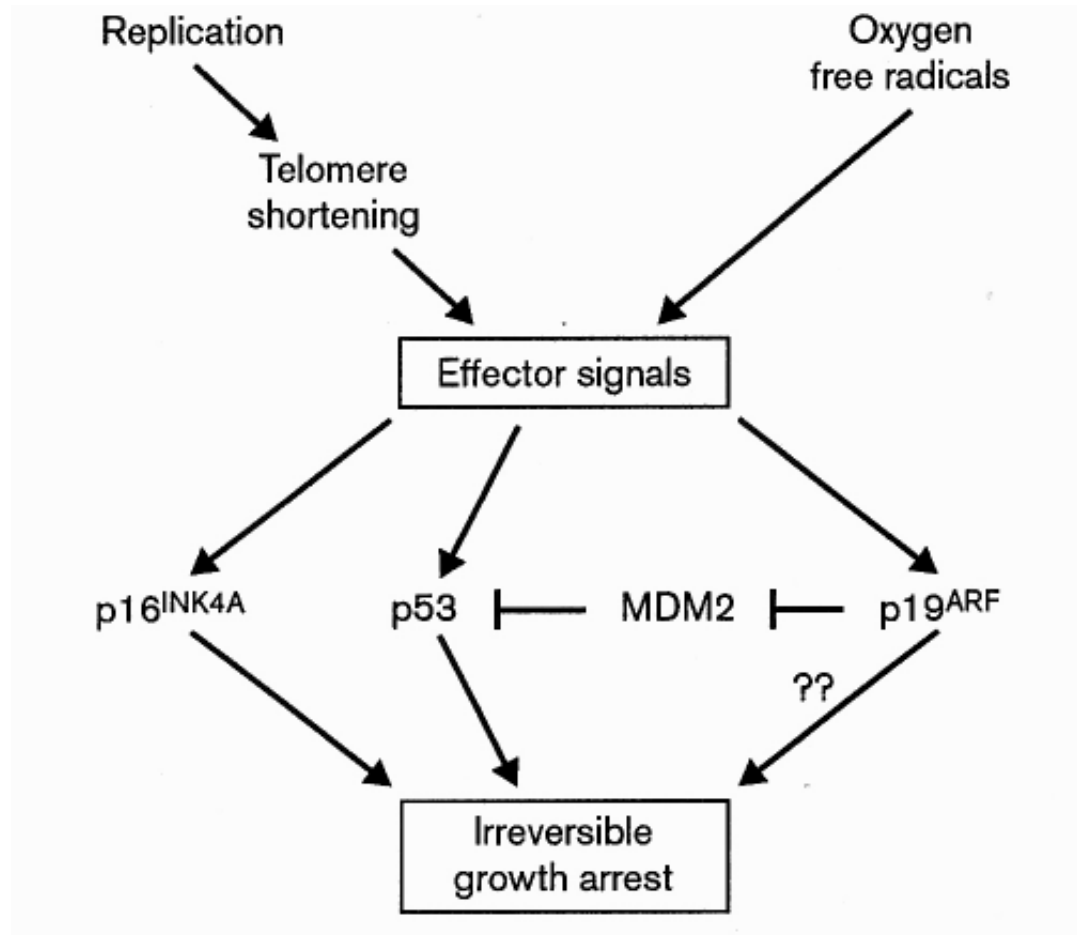 Replication
Oxygen
free radicals
Telomere
shortening
Effector signals
p16INK4A
p53
MDM2
p19ARF
??
Irreversible
growth arrest